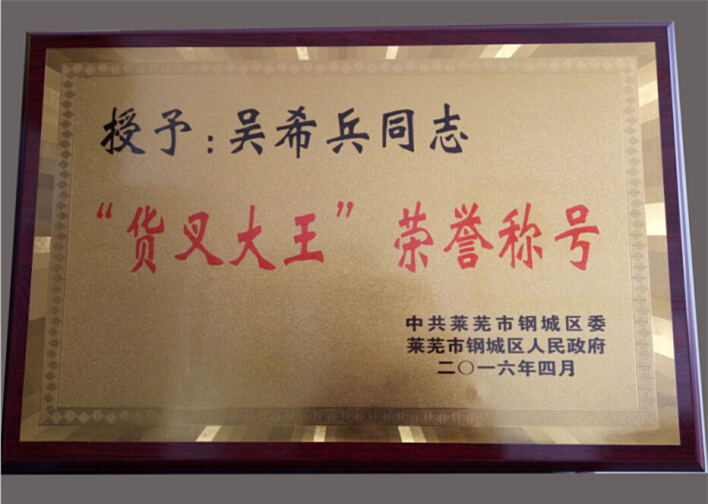 授予：吴希兵同志
“货叉大王”荣誉称号
中共莱芜市钢城区委
莱芜市钢城区人民政府
二〇一六年四月